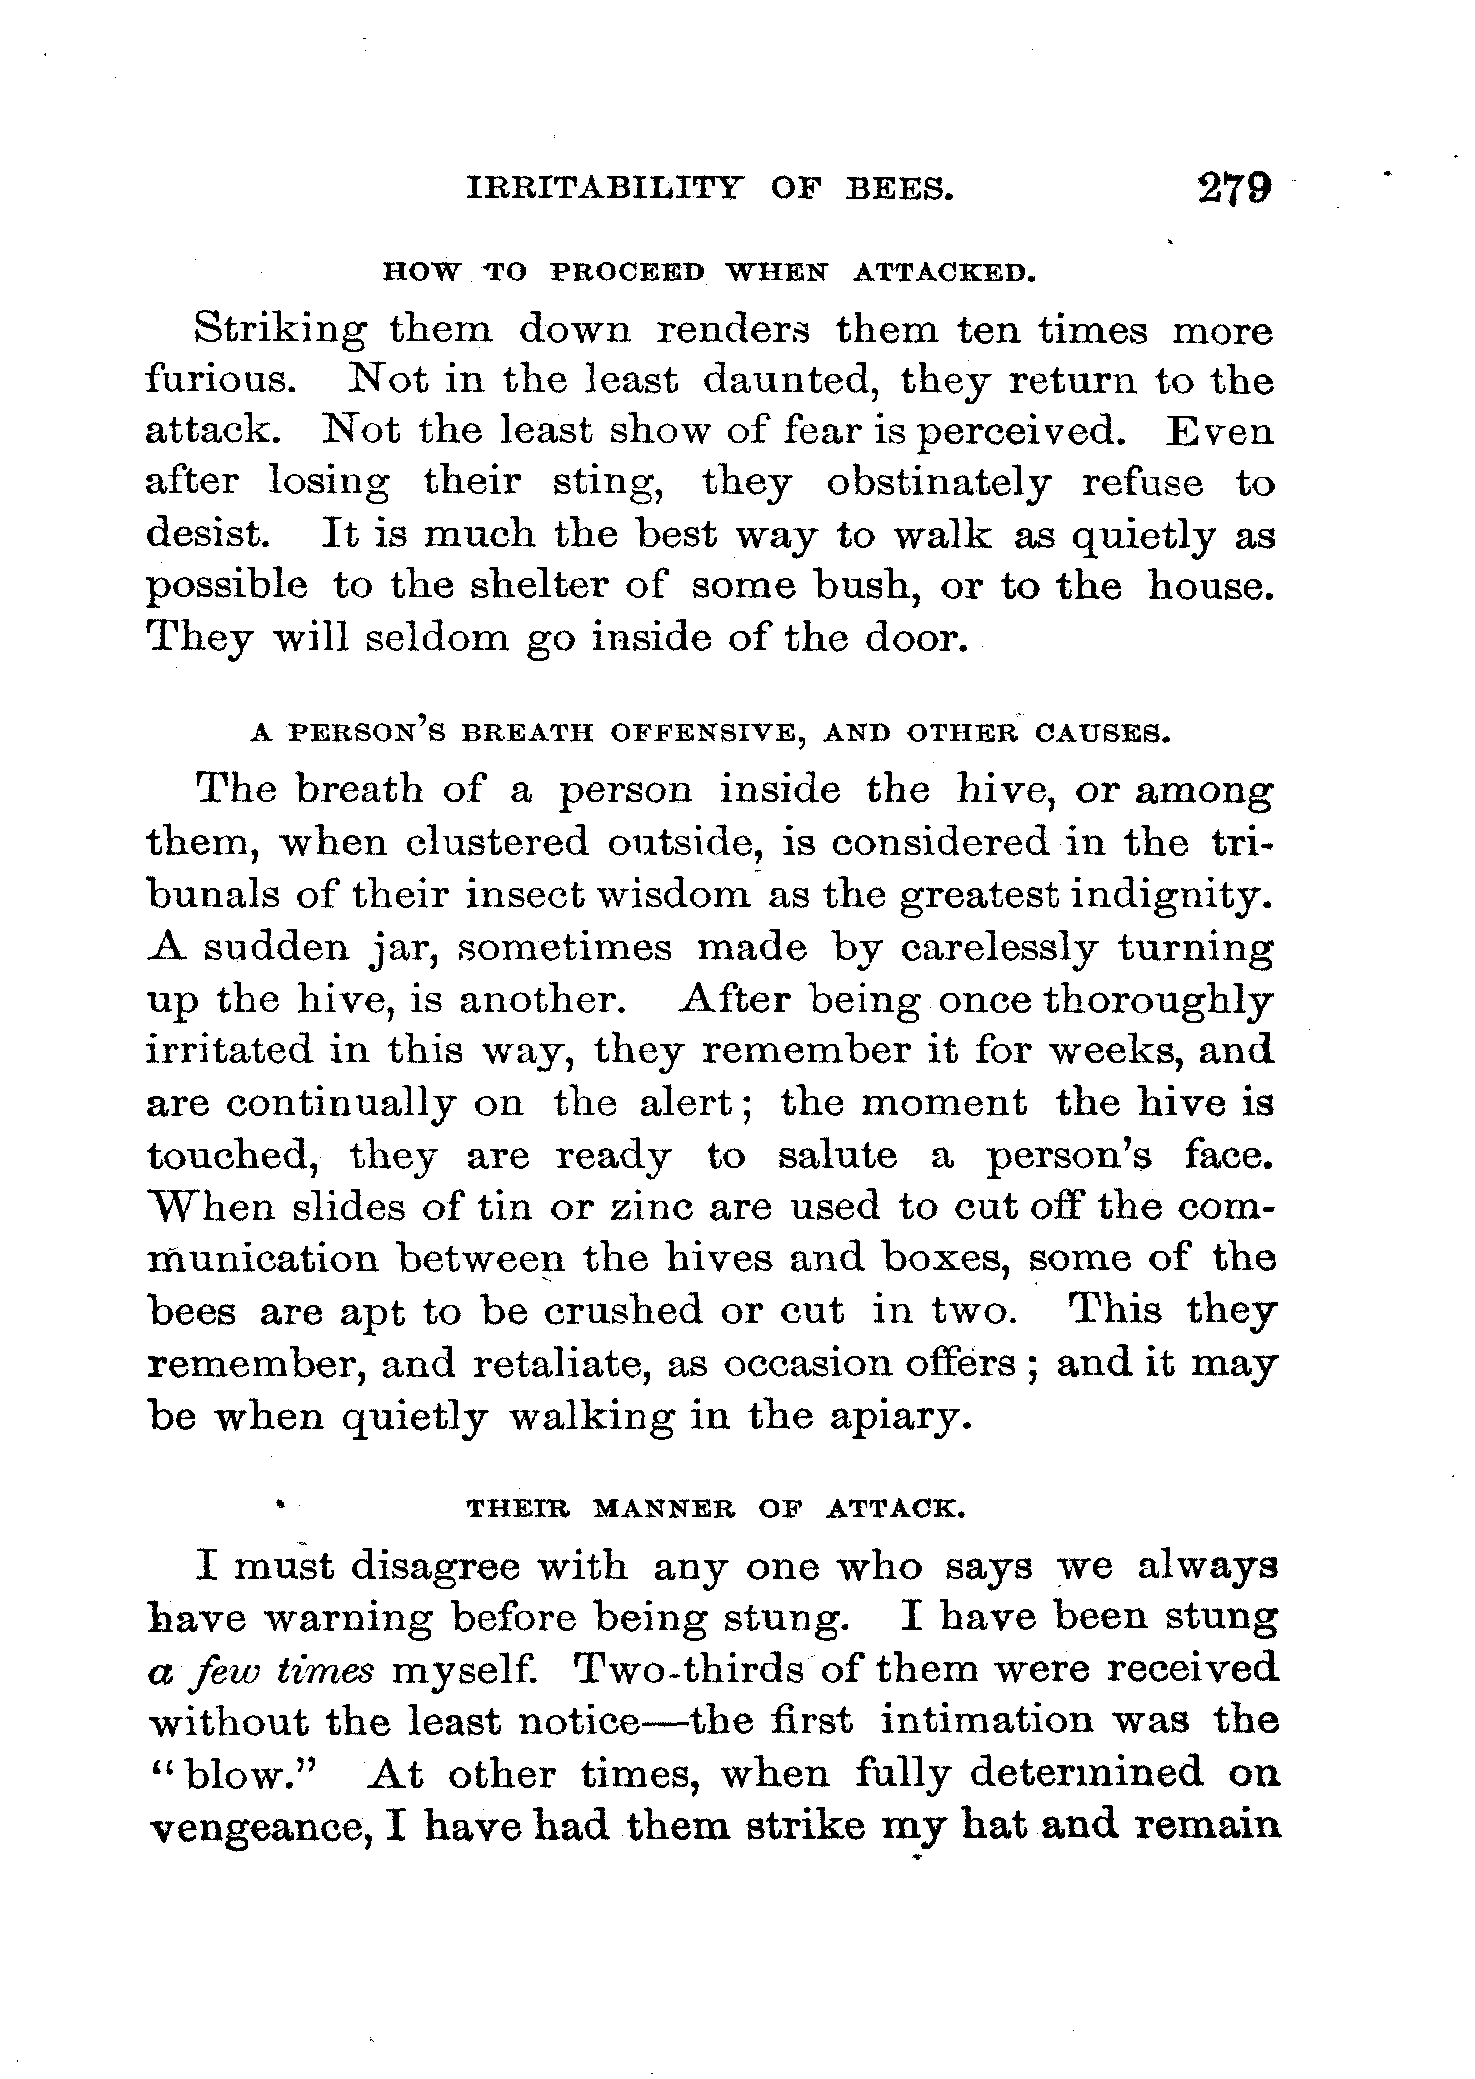 IRRITABILITY OF BEES. 279
HOW TO PROCEED WHEN ATTACKED.
Striking them down renders them ten times more
furious. Not in the least daunted, they return to the
attack. Not the least show of fear is perceived. Even
after losing their sting, they obstinately refuse to
desist. It is much the best way to walk as quietly as
possible to the shelter of some bush, or to the house.
They will seldom go inside of the door.
A PERSON'S BREATH OFFENSIVE, AND OTHER CAUSES.
The breath of a person inside the hive, or among
them, when clustered outside, is considered in the tri-
bunals of their insect wisdom as the greatest indignity.
A sudden jar, sometimes made by carelessly turning
up the hive, is another. After being once thoroughly
irritated in this way, they remember it for weeks, and
are continually on the alert; the moment the hive is
touched, they are ready to salute a person's face.
When slides of tin or zinc are used to cut off the com-
munication between the hives and boxes, some of the
bees are apt to be crushed or cut in two. This they
remember, and retaliate, as occasion offers; and it may
be when quietly walking in the apiary.
THEIR MANNER OF ATTACK.
I must disagree with any one who says we always
have warning before being stung. I have been stung
a few times myself. Two-thirds of them were received
without the least notice—the first intimation was the
"blow." At other times, when fully determined on
vengeance, I have had them strike my hat and remain